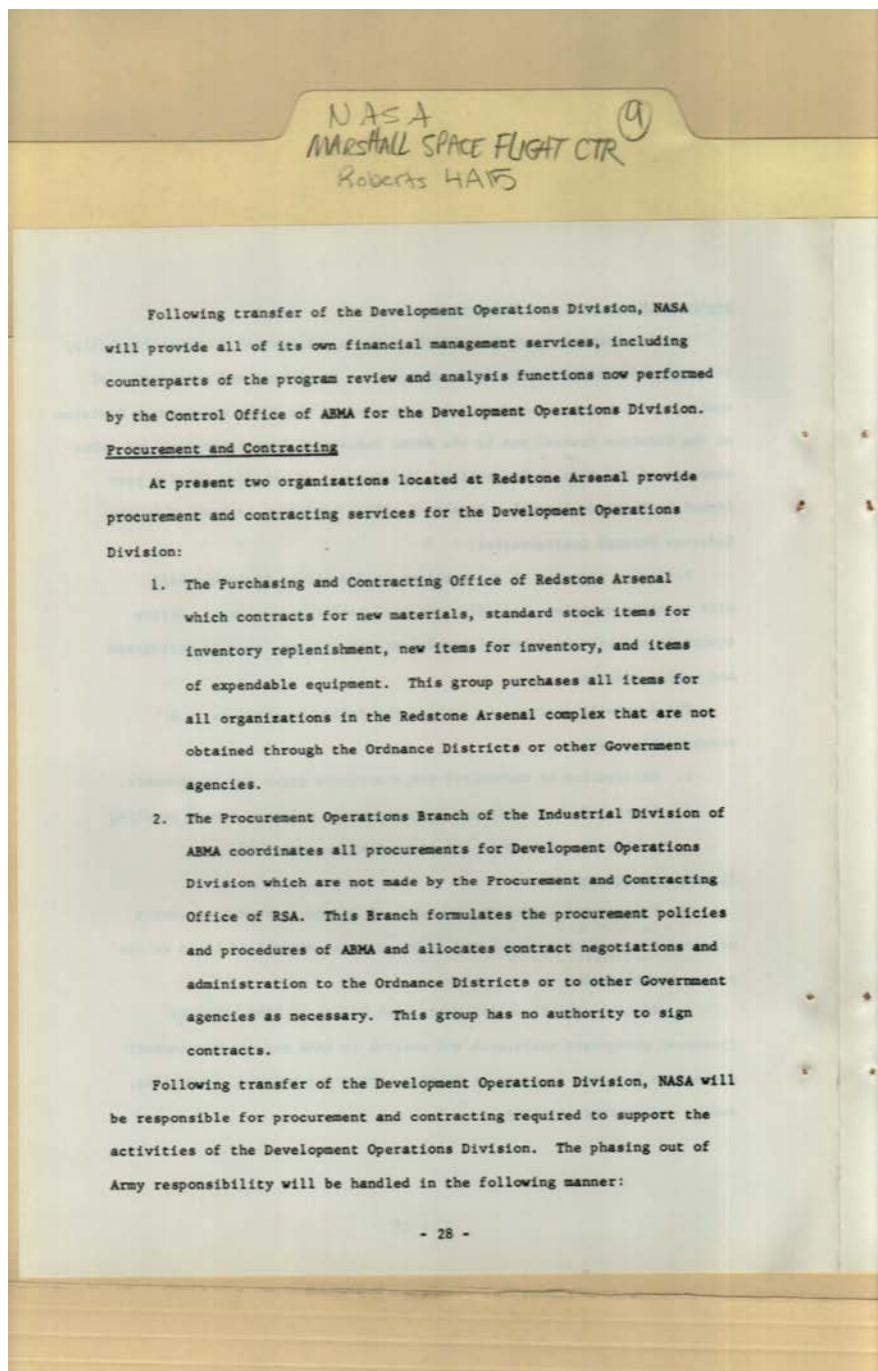 NASA
9
MARSHALL SPACE FLIGHT CTR
Roberts 4A15
Following transfer of the Development Operations Division, NASA
will provide all of its own financial management services, including
counterparts of the program review and analysis functions now performed
by the Control Office of ABMA for the Development Operations Division.
Procurement and Contracting
At present two organizations located at Redstone Arsenal provide
procurement and contracting services for the Development Operations
Division:
1. The Purchasing and Contracting Office of Redstone Arsenal
which contracts for new materials, standard stock items for
inventory replenishment, new items for inventory, and items
of expendable equipment. This group purchases all items for
all organizations in the Redstone Arsenal complex that are not
obtained through the Ordnance Districts or other Government
agencies.
2. The Procurement Operations Branch of the Industrial Division of
ABMA coordinates all procurements for Development Operations
Division which are not made by the Procurement and Contracting
Office of RSA. This Branch formulates the procurement policies
and procedures of ABMA and allocates contract negotiations and
administration to the Ordnance Districts or to other Government
agencies as necessary. This group has no authority to sign
contracts.
Following transfer of the Development Operations Division, NASA will
be responsible for procurement and contracting required to support the
activities of the Development Operations Division. The phasing out of
Army responsibility will be handled in the following manner:
- 28 -